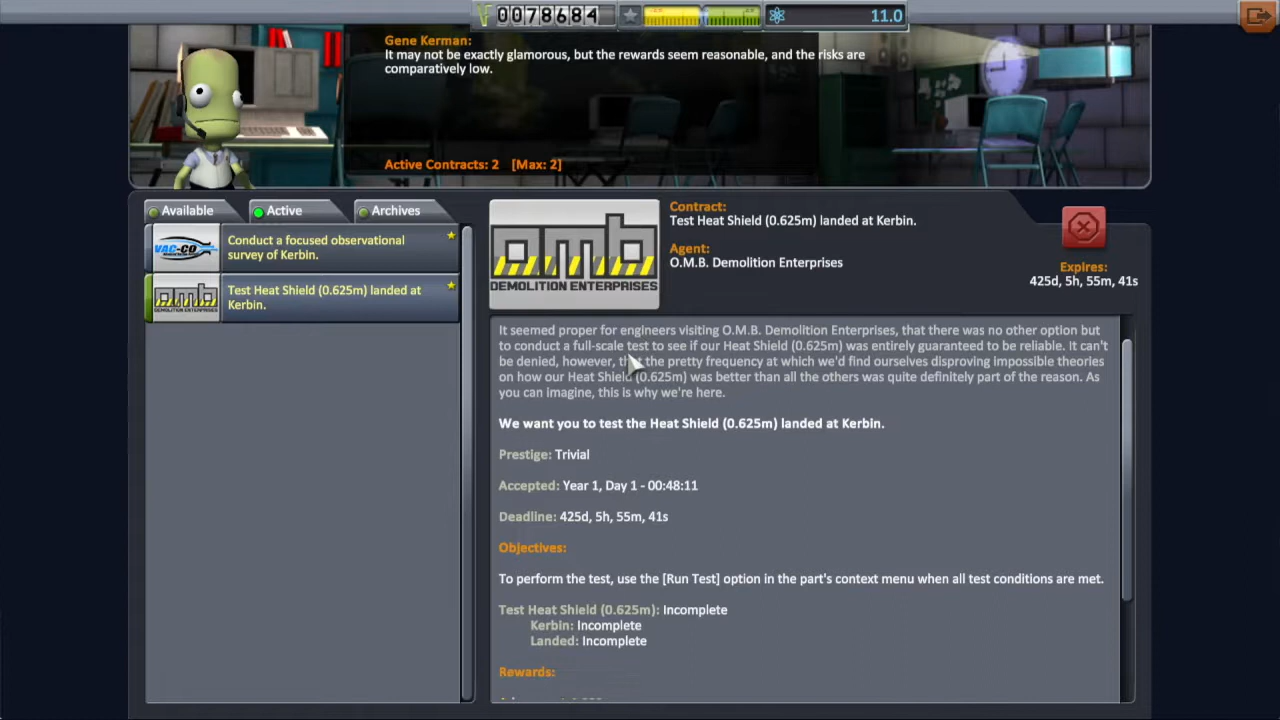 0078684
11.0
Gene Kerman:
It may not be exactly glamorous, but the rewards seem reasonable, and the risks are
comparatively low.
Active Contracts: 2 [Max: 2]
Available
Active
Archives
VAC-CO
Conduct a focused observational
survey of Kerbin.
omb
DEMOLITION ENTERPRISES
Test Heat Shield (0.625m) landed at
Kerbin.
omb
DEMOLITION ENTERPRISES
Contract:
Test Heat Shield (0.625m) landed at Kerbin.
Agent:
O.M.B. Demolition Enterprises
Expires:
425d, 5h, 55m, 41s
It seemed proper for engineers visiting O.M.B. Demolition Enterprises, that there was no other option but
to conduct a full-scale test to see if our Heat Shield (0.625m) was entirely guaranteed to be reliable. It can't
be denied, however, the pretty frequency at which we'd find ourselves disproving impossible theories
on how our Heat Shield (0.625m) was better than all the others was quite definitely part of the reason. As
you can imagine, this is why we're here.
We want you to test the Heat Shield (0.625m) landed at Kerbin.
Prestige: Trivial
Accepted: Year 1, Day 1 - 00:48:11
Deadline: 425d, 5h, 55m, 41s
Objectives:
To perform the test, use the [Run Test] option in the part's context menu when all test conditions are met.
Test Heat Shield (0.625m): Incomplete
Kerbin: Incomplete
Landed: Incomplete
Rewards: